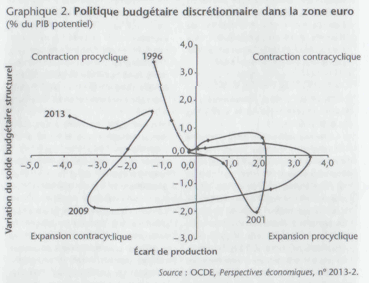 Graphique 2. Politique budgétaire discrétionnaire dans la zone euro
(% du PIB potentiel)
Variation du solde budgétaire structurel
4,0
Contraction procyclique 1996 Contraction contracyclique
3,0
2,0
2013
1,0
0,0
-5,0 -4,0 -3,0 -2,0 -1,0 0,0 1,0 2,0 3,0 4,0
-1,0
2009 -2,0
2001
Expansion contracyclique -3,0 Expansion procyclique
Écart de production
Source : OCDE, Perspectives économiques, n° 2013-2.